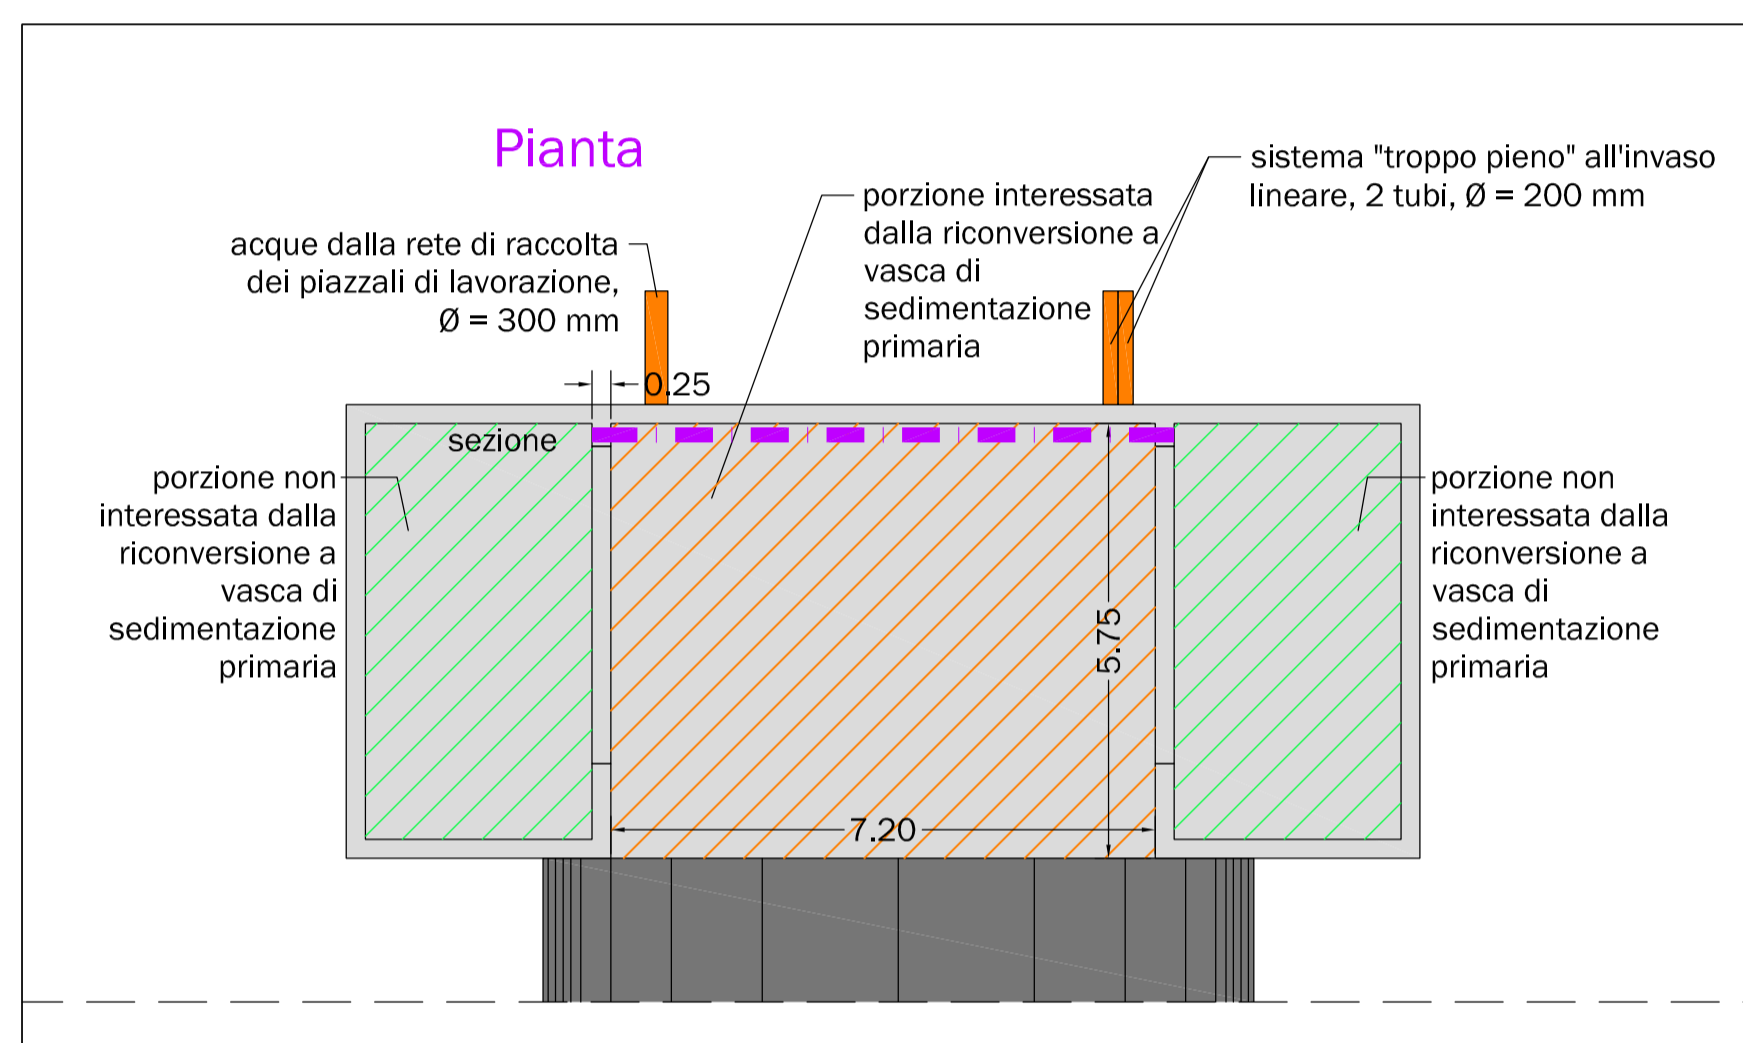 Pianta
sistema "troppo pieno" all'invaso
lineare, 2 tubi, Ø = 200 mm
porzione interessata
dalla riconversione a
vasca di
sedimentazione
primaria
acque dalla rete di raccolta
dei piazzali di lavorazione,
Ø = 300 mm
0.25
sezione
porzione non
interessata dalla
riconversione a
vasca di
sedimentazione
primaria
porzione non
interessata dalla
riconversione a
vasca di
sedimentazione
primaria
5.75
7.20